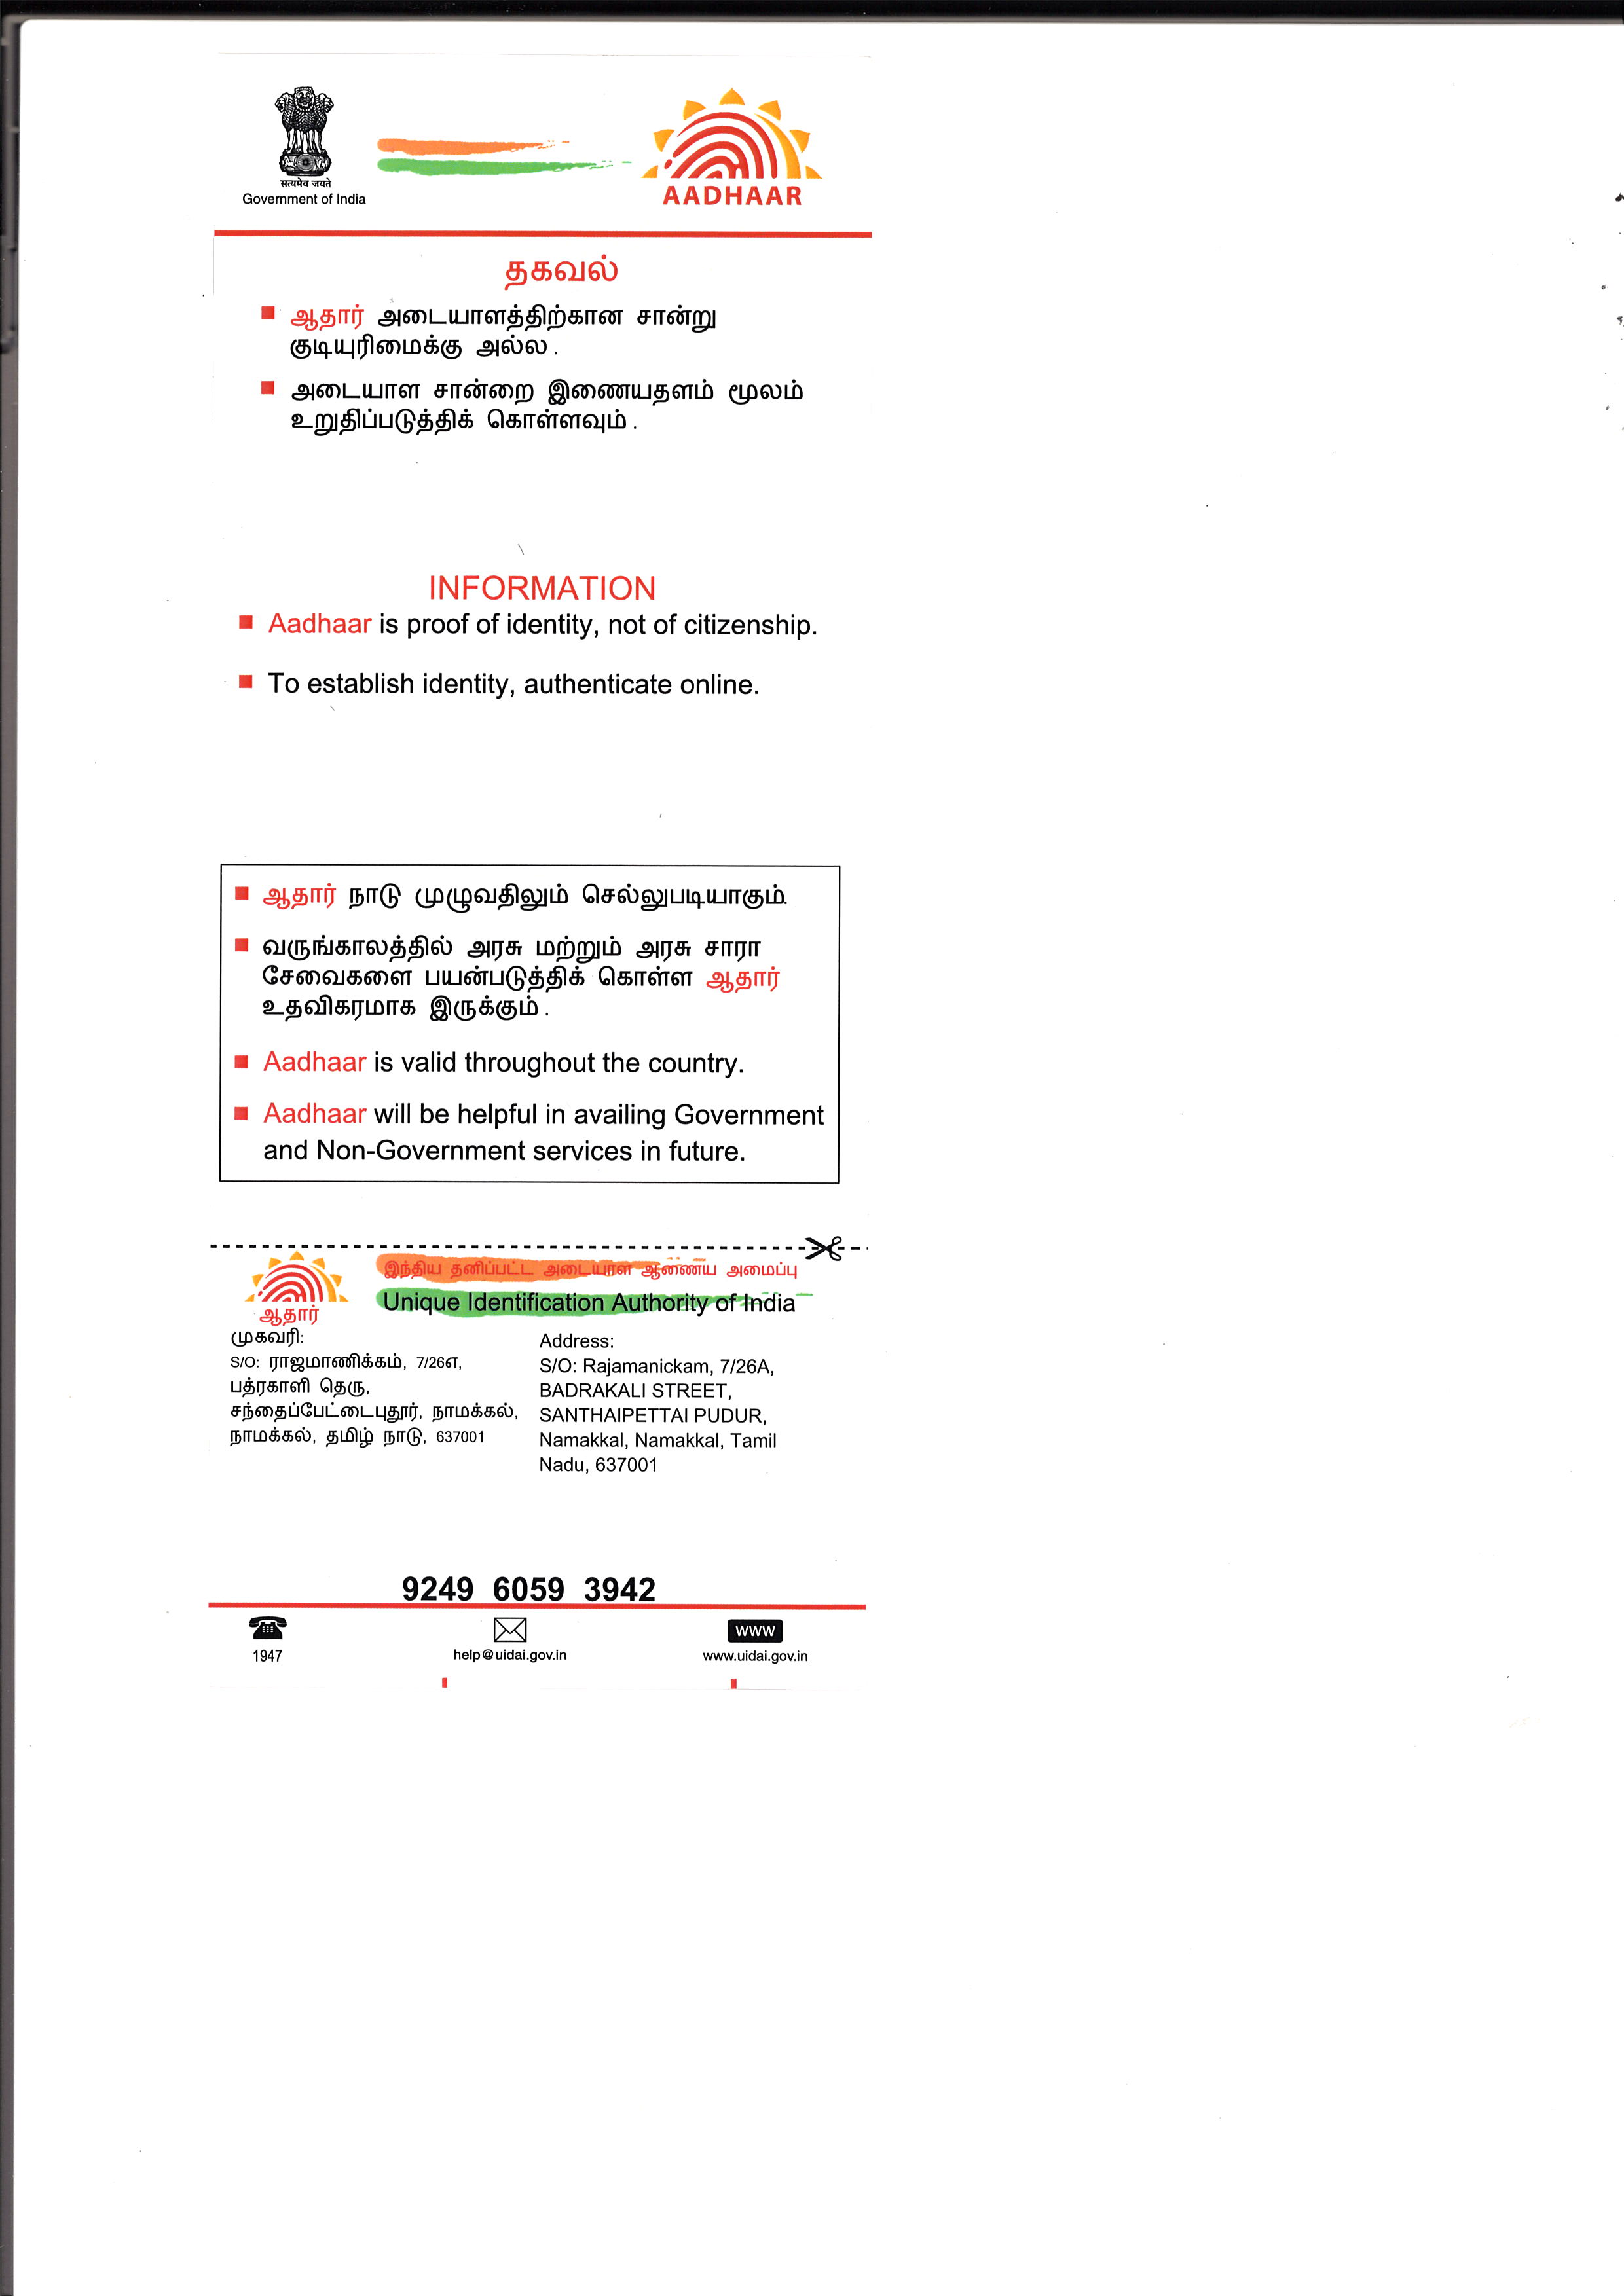 सत्यमेव जयते
Government of India
AADHAAR
தகவல்
ஆதார் அடையாளத்திற்கான சான்று
குடியுரிமைக்கு அல்ல .
அடையாள சான்றை இணையதளம் மூலம்
உறுதிப்படுத்திக் கொள்ளவும் .
INFORMATION
Aadhaar is proof of identity, not of citizenship.
To establish identity, authenticate online.
ஆதார் நாடு முழுவதிலும் செல்லுபடியாகும்.
வருங்காலத்தில் அரசு மற்றும் அரசு சாரா
சேவைகளை பயன்படுத்திக் கொள்ள ஆதார்
உதவிகரமாக இருக்கும் .
Aadhaar is valid throughout the country.
Aadhaar will be helpful in availing Government
and Non-Government services in future.
ஆதார்
இந்திய தனிப்பட்ட அடையாள ஆணைய அமைப்பு
Unique Identification Authority of India
முகவரி:
S/O: ராஜமாணிக்கம், 7/26எ,
பத்ரகாளி தெரு,
சந்தைப்பேட்டைபுதூர், நாமக்கல்,
நாமக்கல், தமிழ் நாடு, 637001
Address:
S/O: Rajamanickam, 7/26A,
BADRAKALI STREET,
SANTHAIPETTAI PUDUR,
Namakkal, Namakkal, Tamil
Nadu, 637001
9249 6059 3942
1947
help@uidai.gov.in
WWW
www.uidai.gov.in